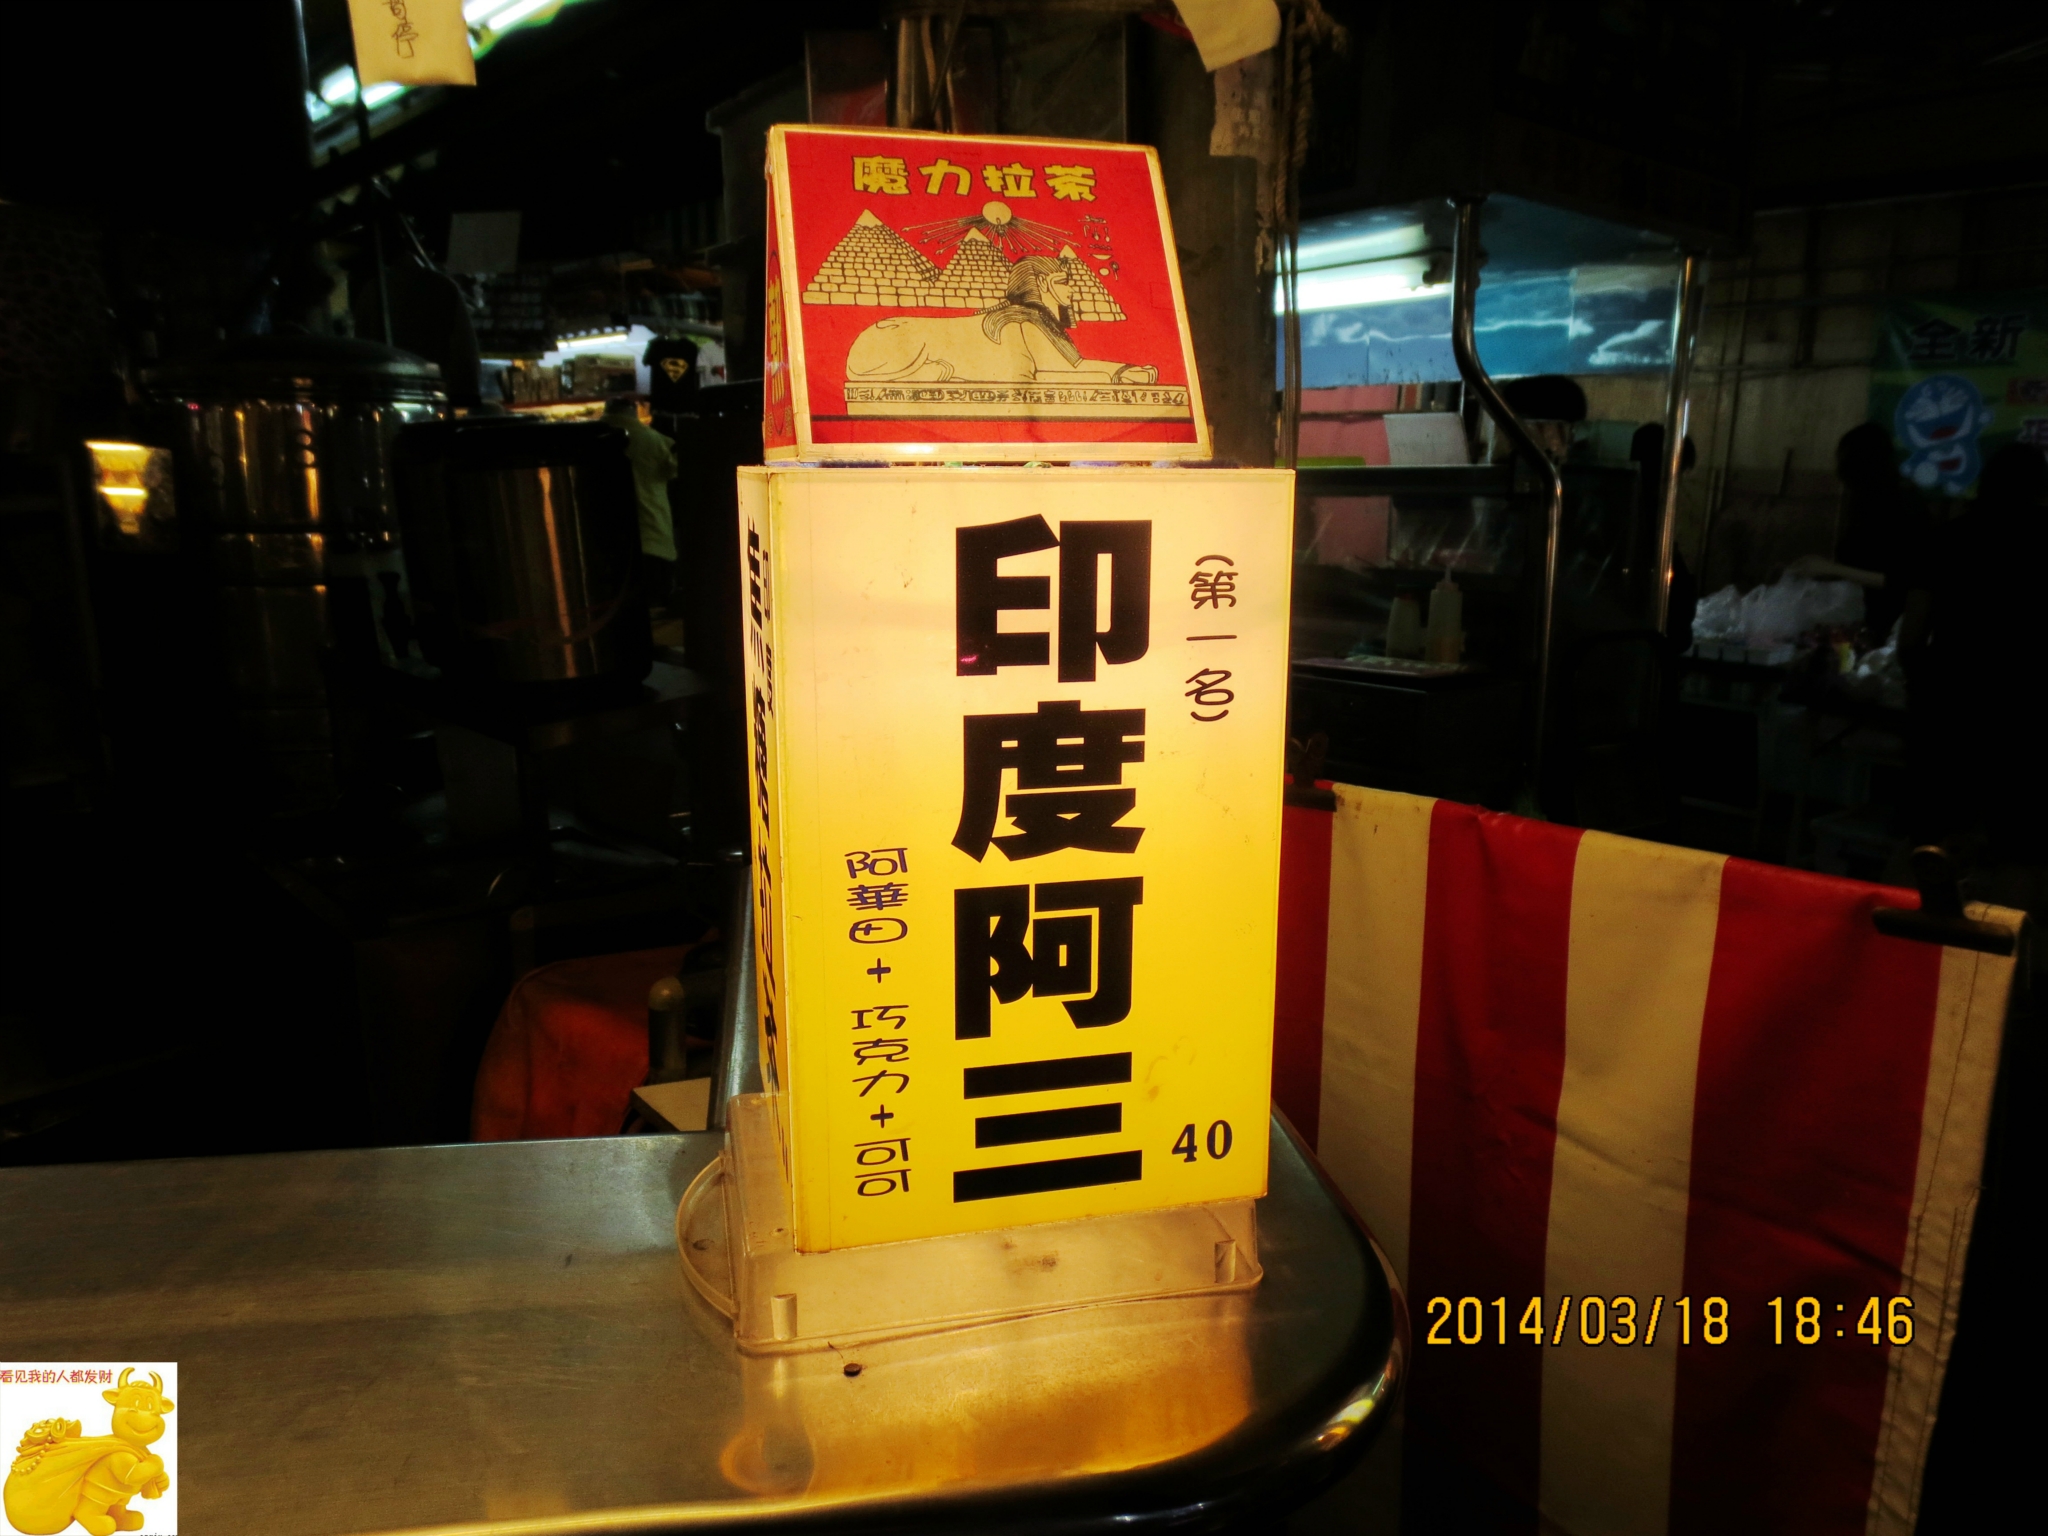 魔力拉茶
(第一名)
印度阿三
阿華田+巧克力+可可
40
全新
2014/03/18 18:46
看见我的人都发财